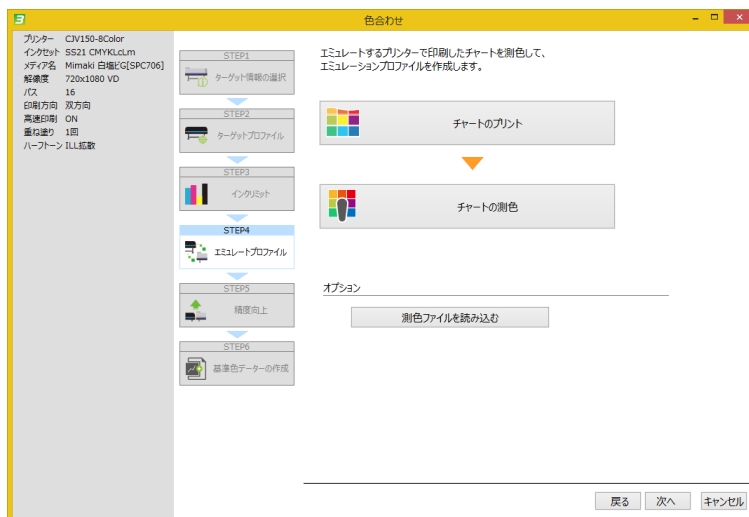 色合わせ
プリンター CJV150-8Color
インクセット SS21 CMYKLcLm
メディア名 Mimaki 白塩ビG[SPC706]
解像度 720x1080 VD
パス 16
印刷方向 双方向
高速印刷 ON
重ね塗り 1回
ハーフトーン ILL拡散
STEP1
ターゲット情報の選択
STEP2
ターゲットプロファイル
STEP3
インクリミット
STEP4
エミュレートプロファイル
STEP5
精度向上
STEP6
基準色データーの作成
エミュレートするプリンターで印刷したチャートを測色して、
エミュレーションプロファイルを作成します。
チャートのプリント
チャートの測色
オプション
測色ファイルを読み込む
戻る 次へ キャンセル